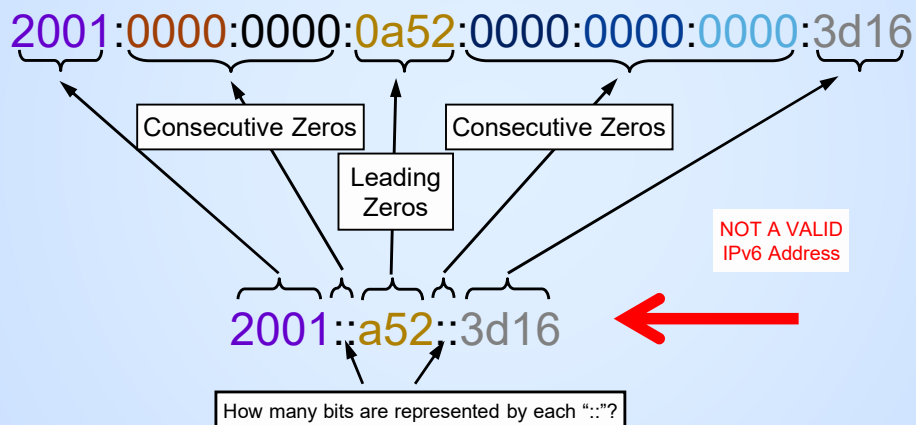 2001:0000:0000:0a52:0000:0000:0000:3d16
Consecutive Zeros
Consecutive Zeros
Leading
Zeros
NOT A VALID
IPv6 Address
2001::a52::3d16
How many bits are represented by each “::”?